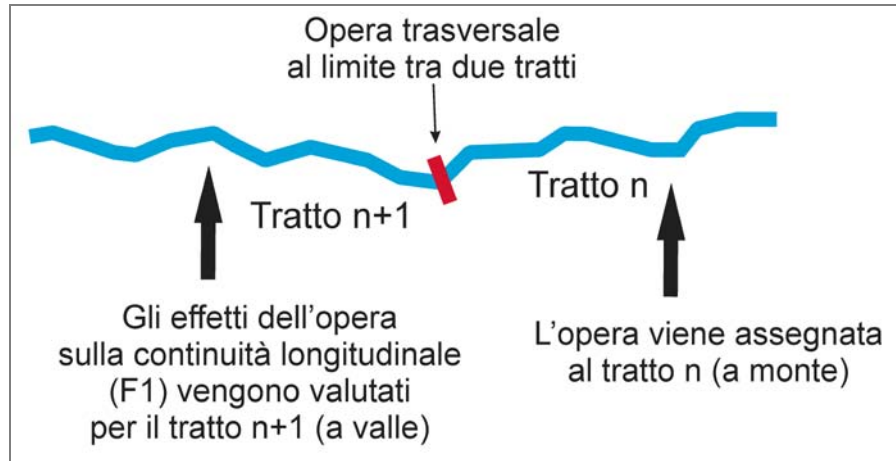 Opera trasversale
al limite tra due tratti
Tratto n
Tratto n+1
Gli effetti dell'opera
sulla continuità longitudinale
(F1) vengono valutati
per il tratto n+1 (a valle)
L'opera viene assegnata
al tratto n (a monte)